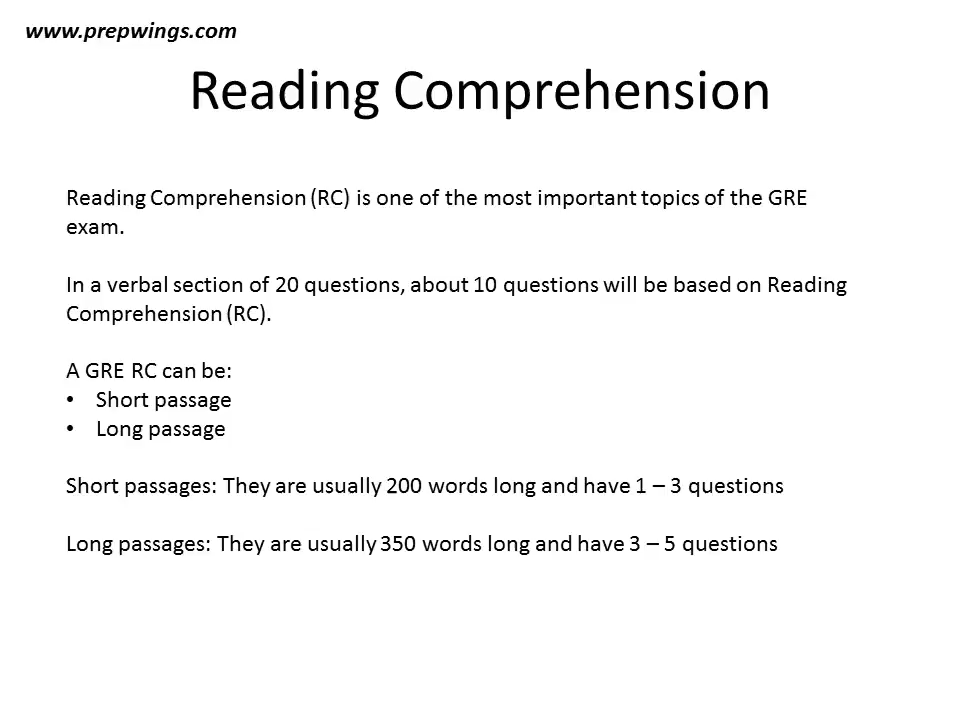 www.prepwings.com
Reading Comprehension
Reading Comprehension (RC) is one of the most important topics of the GRE
exam.
In a verbal section of 20 questions, about 10 questions will be based on Reading
Comprehension (RC).
A GRE RC can be:
• Short passage
• Long passage
Short passages: They are usually 200 words long and have 1 – 3 questions
Long passages: They are usually 350 words long and have 3 – 5 questions